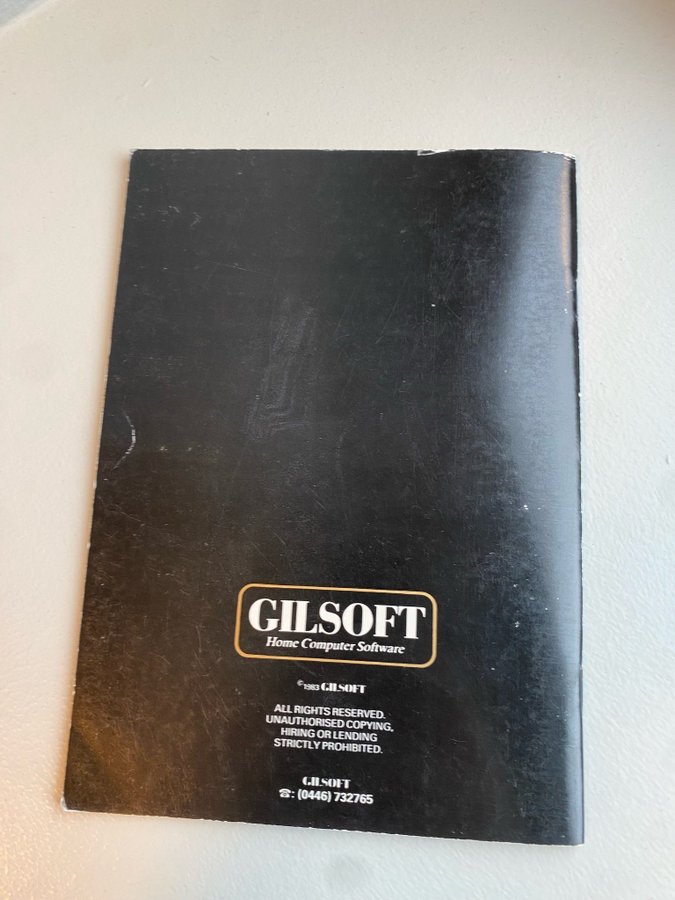 GILSOFT
Home Computer Software
©1983 GILSOFT
ALL RIGHTS RESERVED.
UNAUTHORISED COPYING,
HIRING OR LENDING
STRICTLY PROHIBITED.
GILSOFT
☎: (0446) 732765